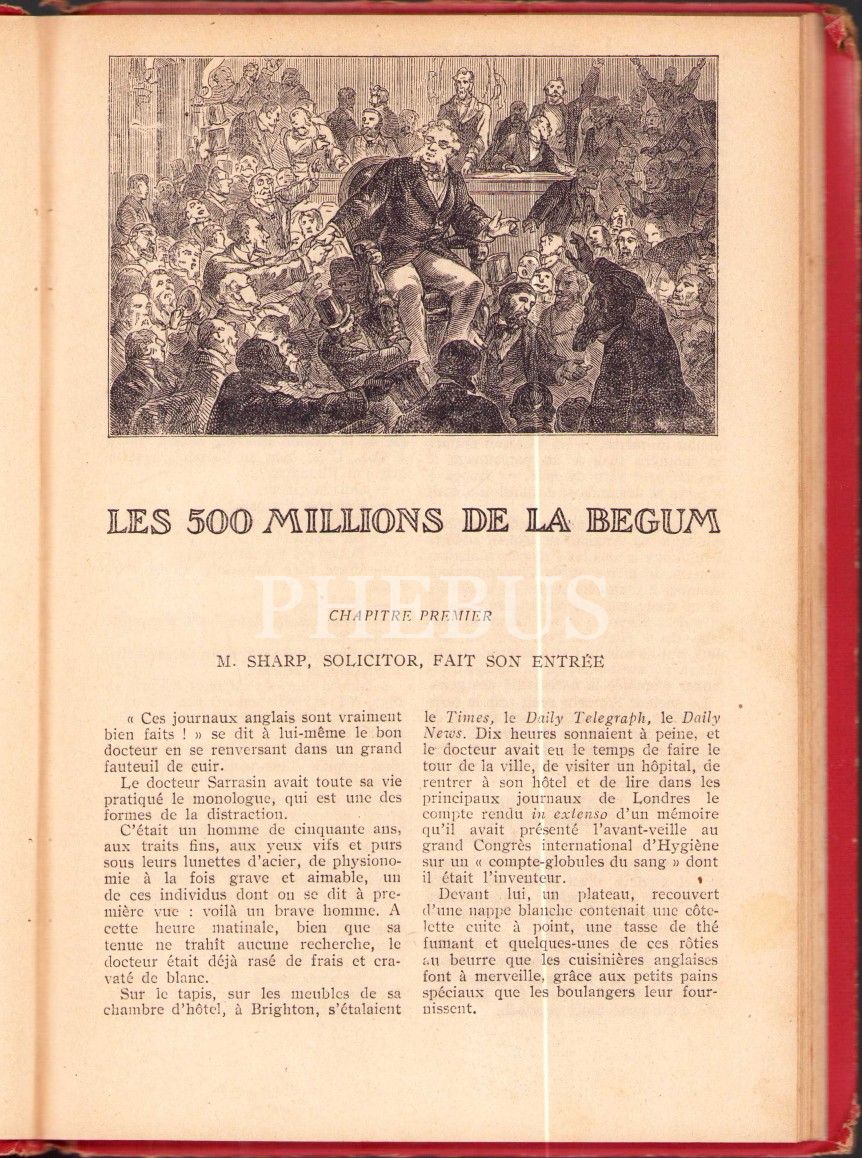 LES 500 MILLIONS DE LA BEGUM
PHEBUS
CHAPITRE PREMIER
M. SHARP, SOLICITOR, FAIT SON ENTRÉE
« Ces journaux anglais sont vraiment
bien faits ! » se dit à lui-même le bon
docteur en se renversant dans un grand
fauteuil de cuir.
Le docteur Sarrasin avait toute sa vie
pratiqué le monologue, qui est une des
formes de la distraction.
C'était un homme de cinquante ans,
aux traits fins, aux yeux vifs et purs
sous leurs lunettes d'acier, de physiono-
mie à la fois grave et aimable, un
de ces individus dont on se dit à pre-
mière vue : voilà un brave homme. A
cette heure matinale, bien que sa
tenue ne trahît aucune recherche, le
docteur était déjà rasé de frais et cra-
vaté de blanc.
Sur le tapis, sur les meubles de sa
chambre d'hôtel, à Brighton, s'étalaient
le Times, le Daily Telegraph, le Daily
News. Dix heures sonnaient à peine, et
le docteur avait eu le temps de faire le
tour de la ville, de visiter un hôpital, de
rentrer à son hôtel et de lire dans les
principaux journaux de Londres le
compte rendu in extenso d'un mémoire
qu'il avait présenté l'avant-veille au
grand Congrès international d'Hygiène
sur un « compte-globules du sang » dont
il était l'inventeur.
Devant lui, un plateau, recouvert
d'une nappe blanche contenait une côte-
lette cuite à point, une tasse de thé
fumant et quelques-unes de ces rôties
au beurre que les cuisinières anglaises
font à merveille, grâce aux petits pains
spéciaux que les boulangers leur four-
nissent.